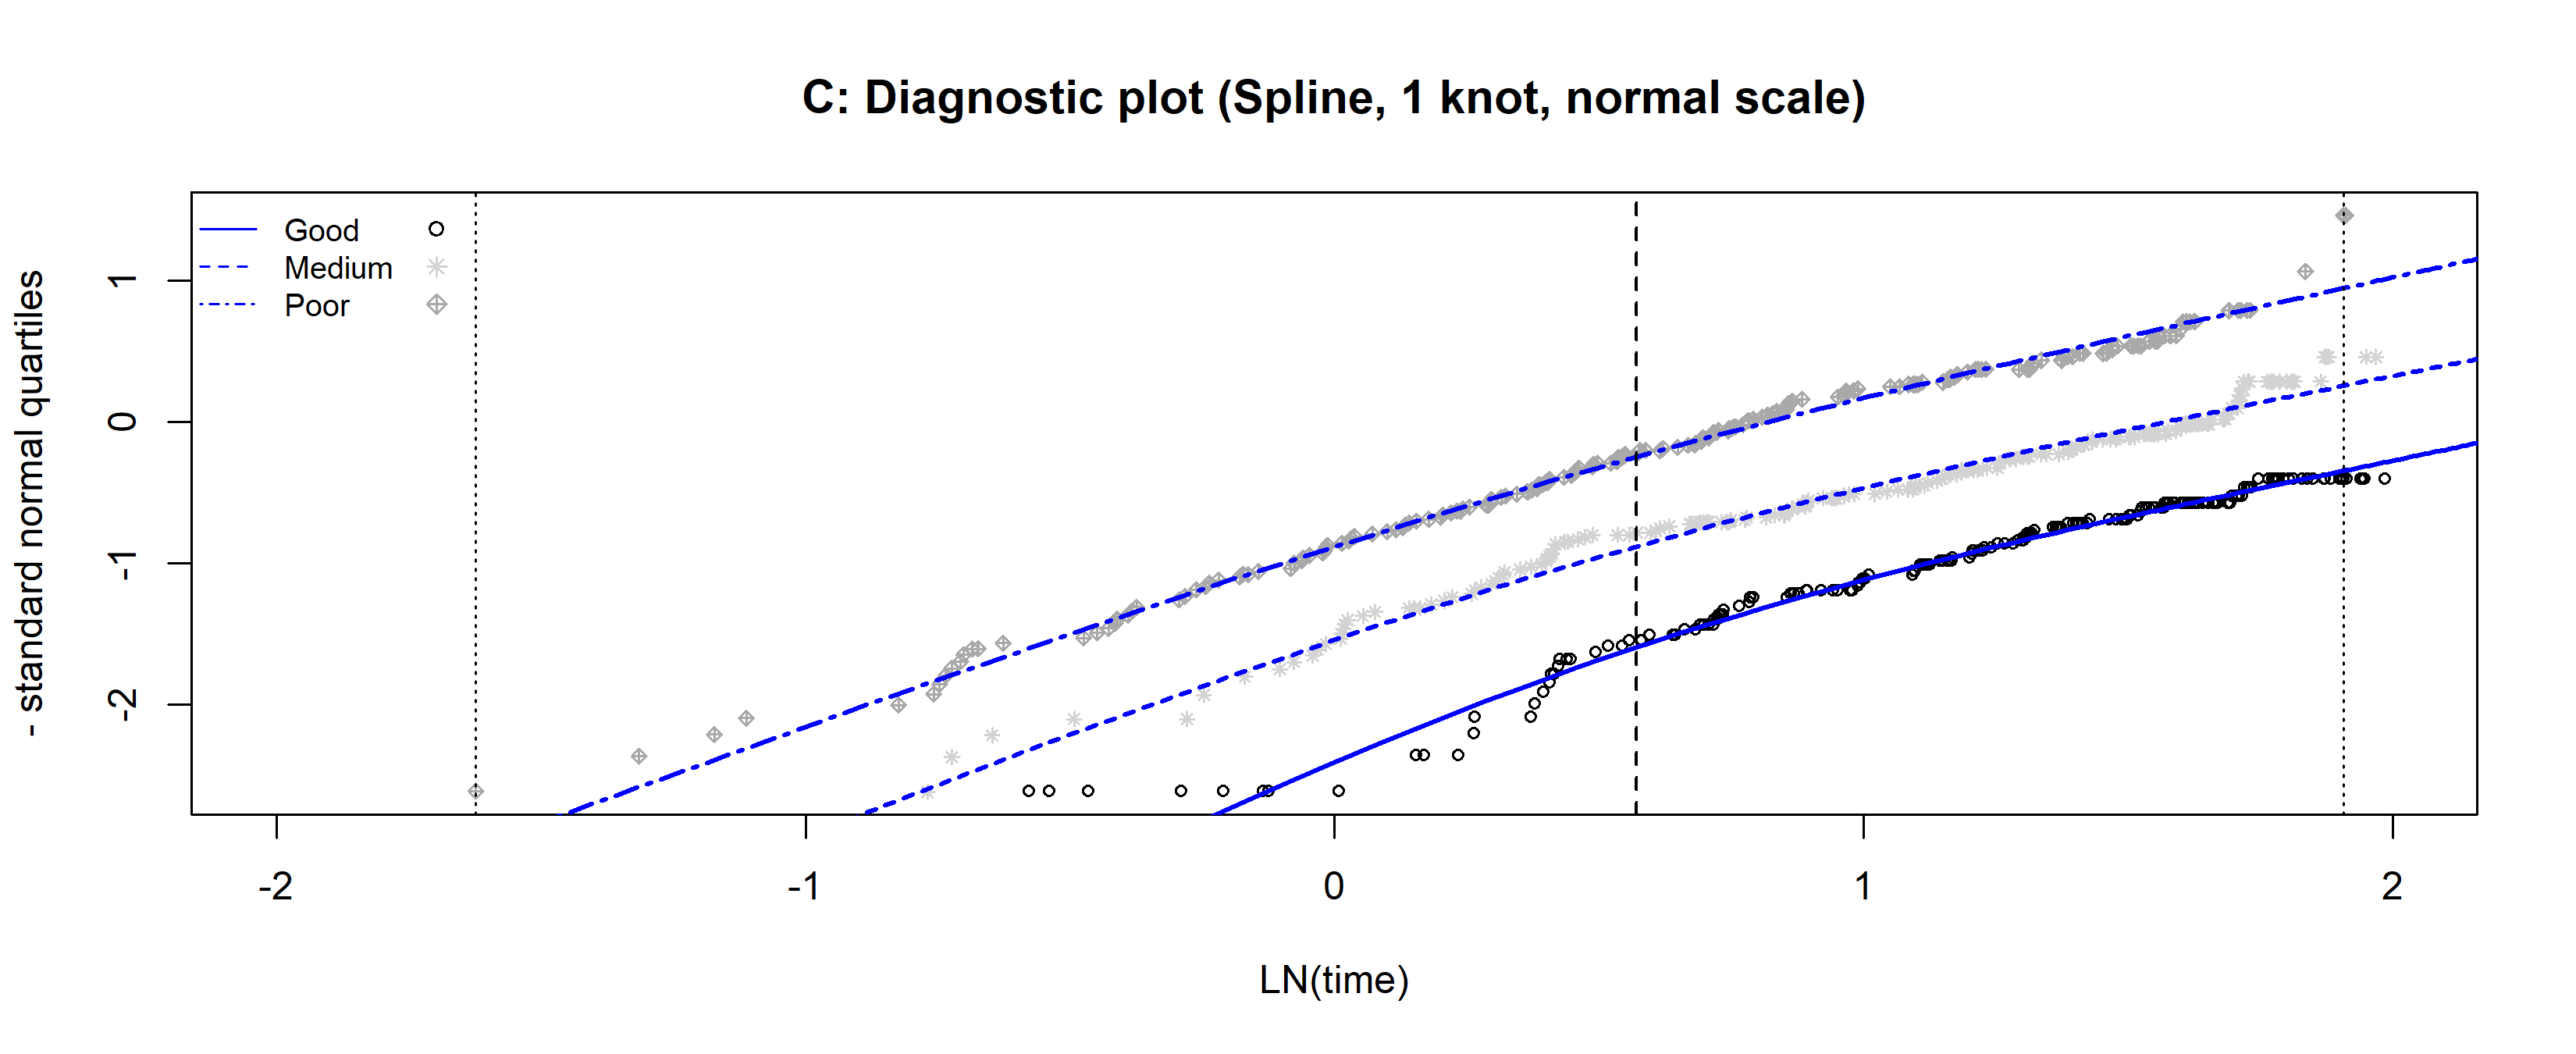 C: Diagnostic plot (Spline, 1 knot, normal scale)
Good
Medium
Poor
- standard normal quartiles
1
0
-1
-2
-2 -1 0 1 2
LN(time)